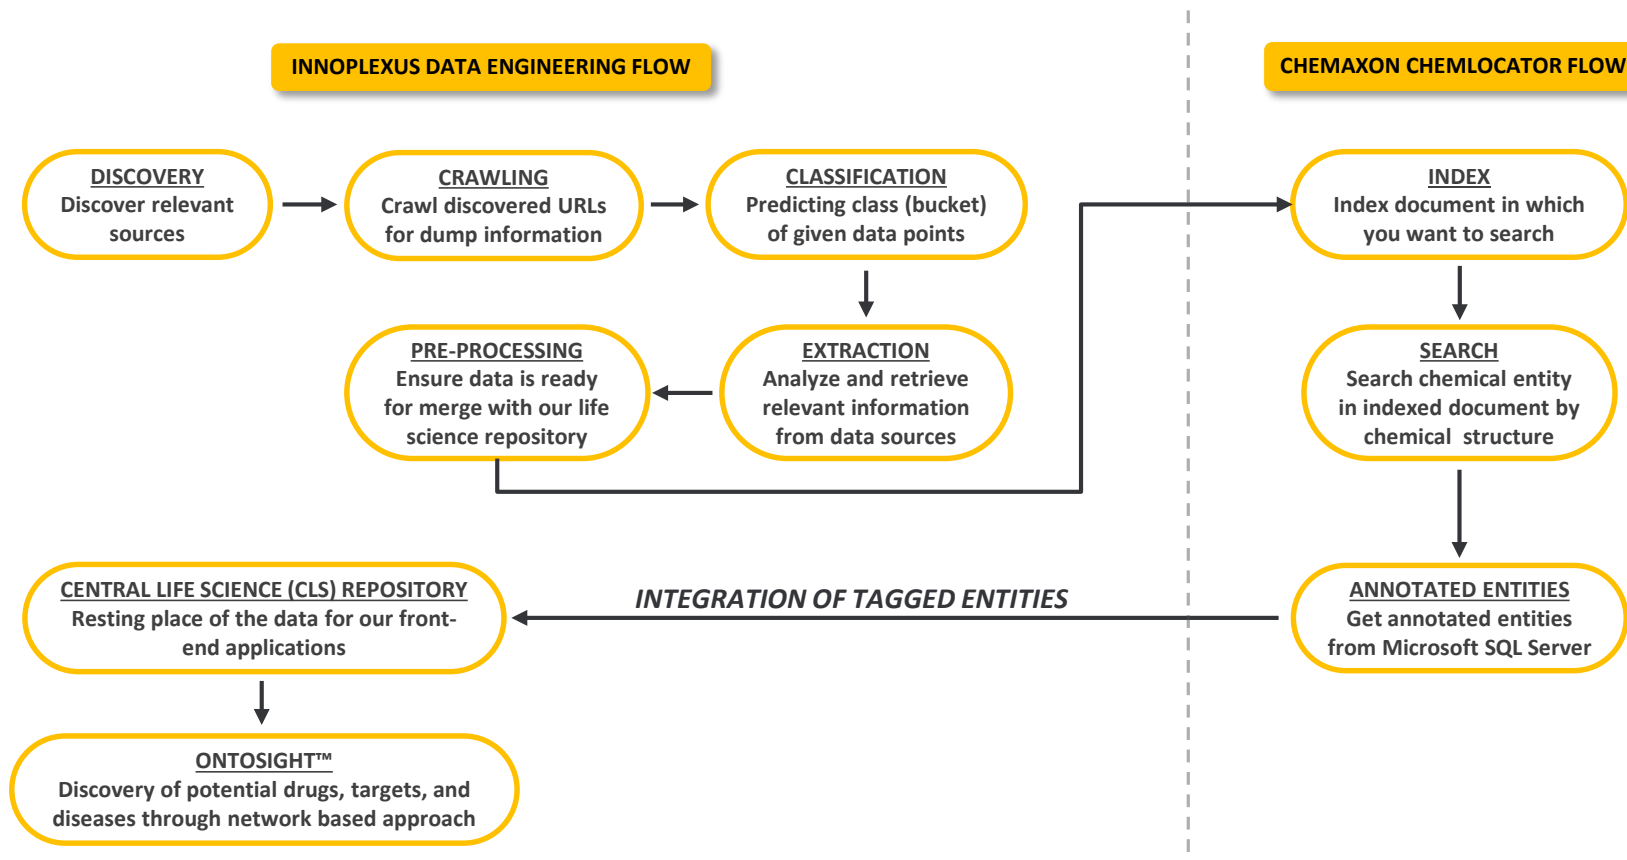 INNOPLEXUS DATA ENGINEERING FLOW
CHEMAXON CHEMLOCATOR FLOW
DISCOVERY
Discover relevant
sources
CRAWLING
Crawl discovered URLs
for dump information
CLASSIFICATION
Predicting class (bucket)
of given data points
INDEX
Index document in which
you want to search
PRE-PROCESSING
Ensure data is ready
for merge with our life
science repository
EXTRACTION
Analyze and retrieve
relevant information
from data sources
SEARCH
Search chemical entity
in indexed document by
chemical structure
CENTRAL LIFE SCIENCE (CLS) REPOSITORY
Resting place of the data for our front-
end applications
INTEGRATION OF TAGGED ENTITIES
ANNOTATED ENTITIES
Get annotated entities
from Microsoft SQL Server
ONTOSIGHT™
Discovery of potential drugs, targets, and
diseases through network based approach